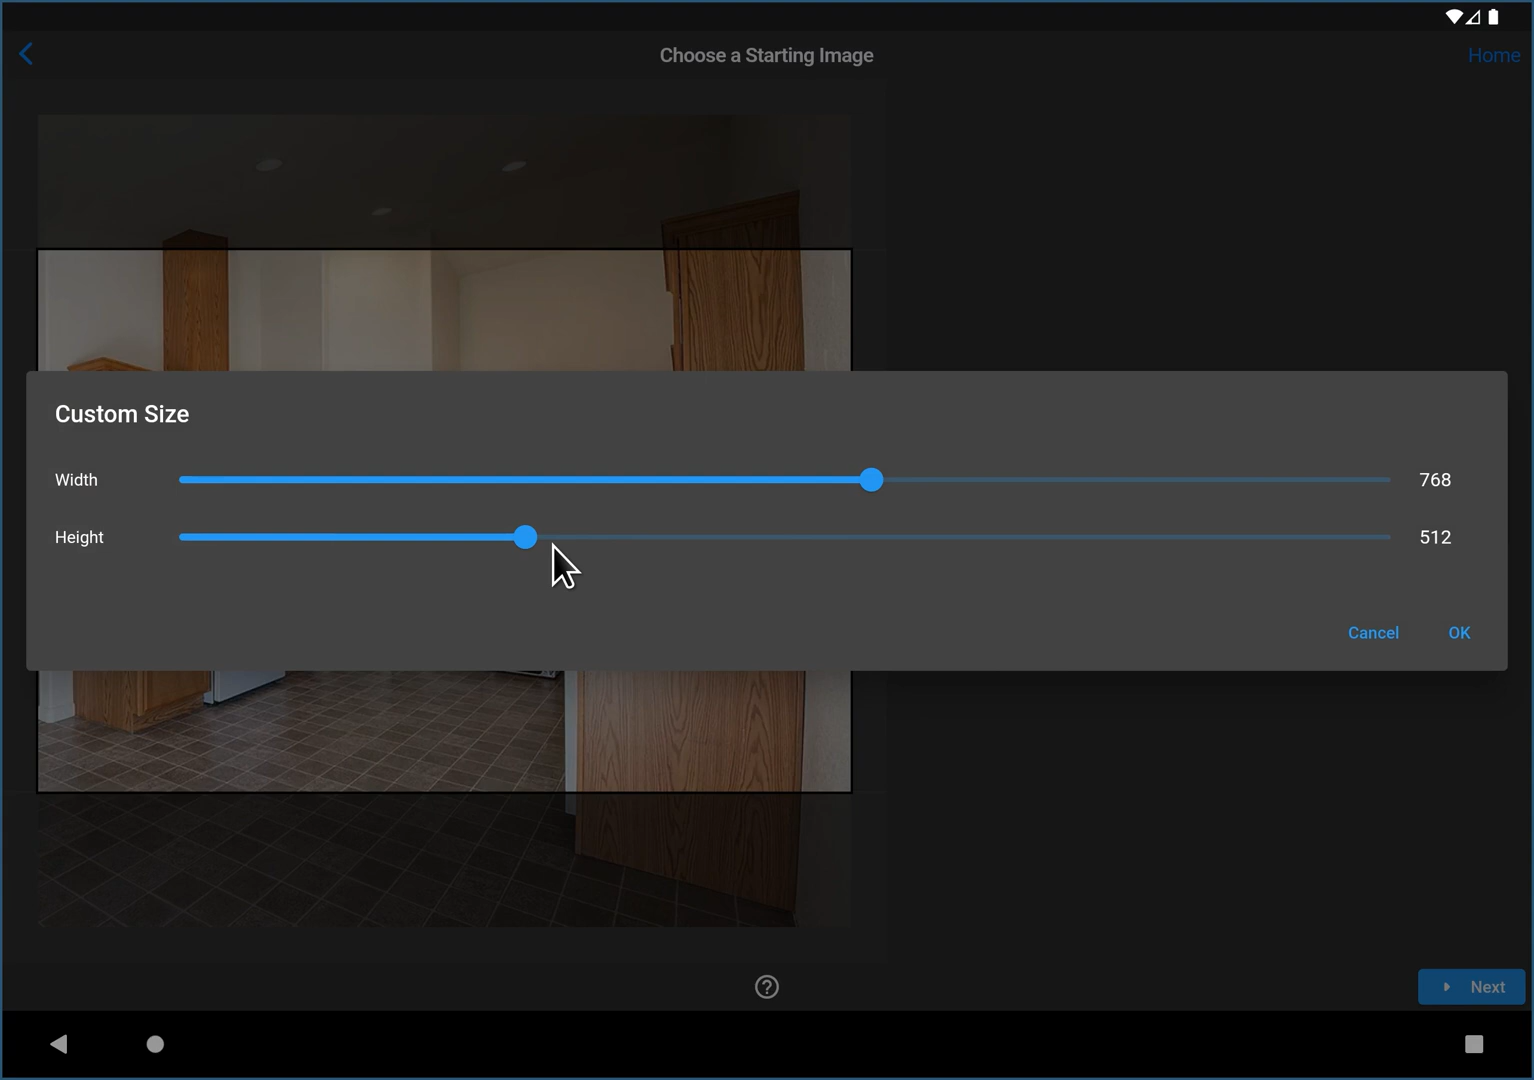 Choose a Starting Image
Home
Custom Size
Width
768
Height
512
Cancel
OK
Next